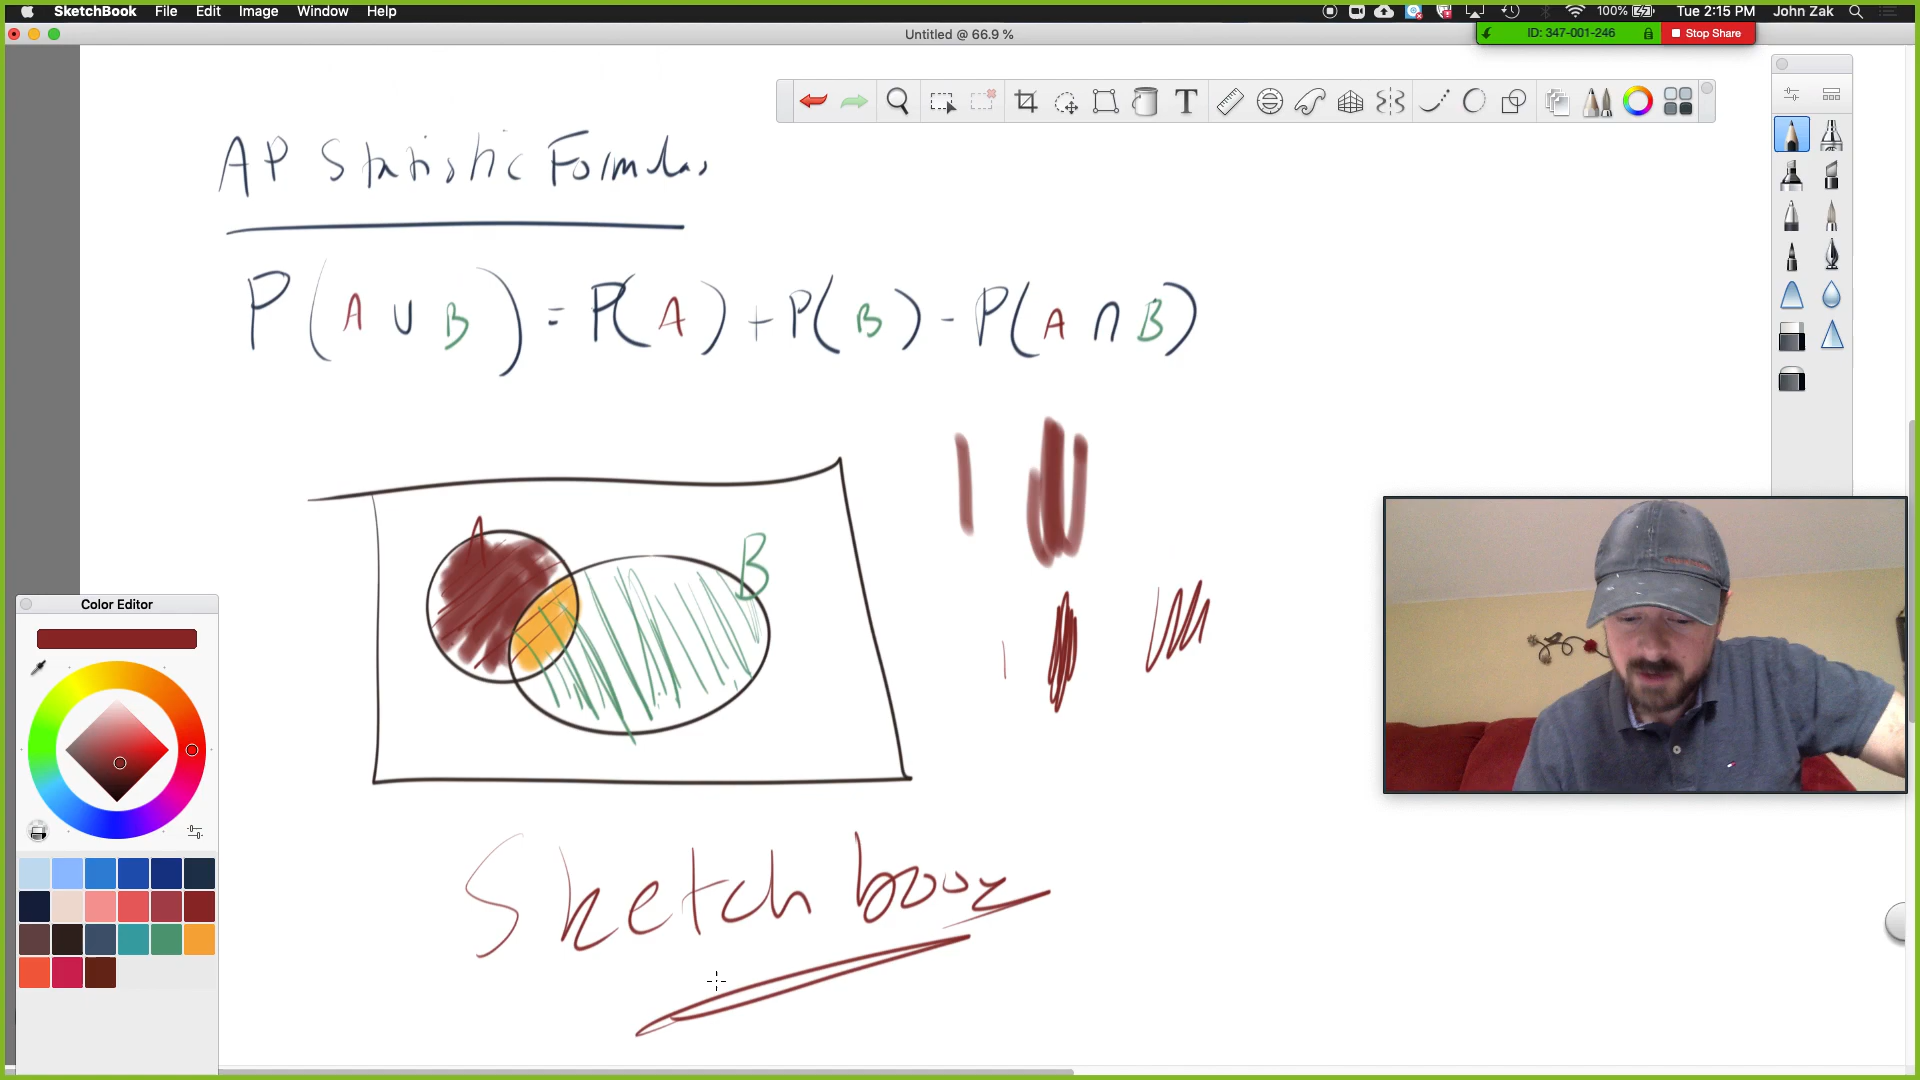 SketchBook File Edit Image Window Help 100% Tue 2:15 PM John Zak
Untitled @ 66.9 %
ID: 347-001-246 Stop Share
T
AP Statistic Formulas
P(A ∪ B) = P(A) + P(B) - P(A ∩ B)
A
B
Color Editor
Sketchbook